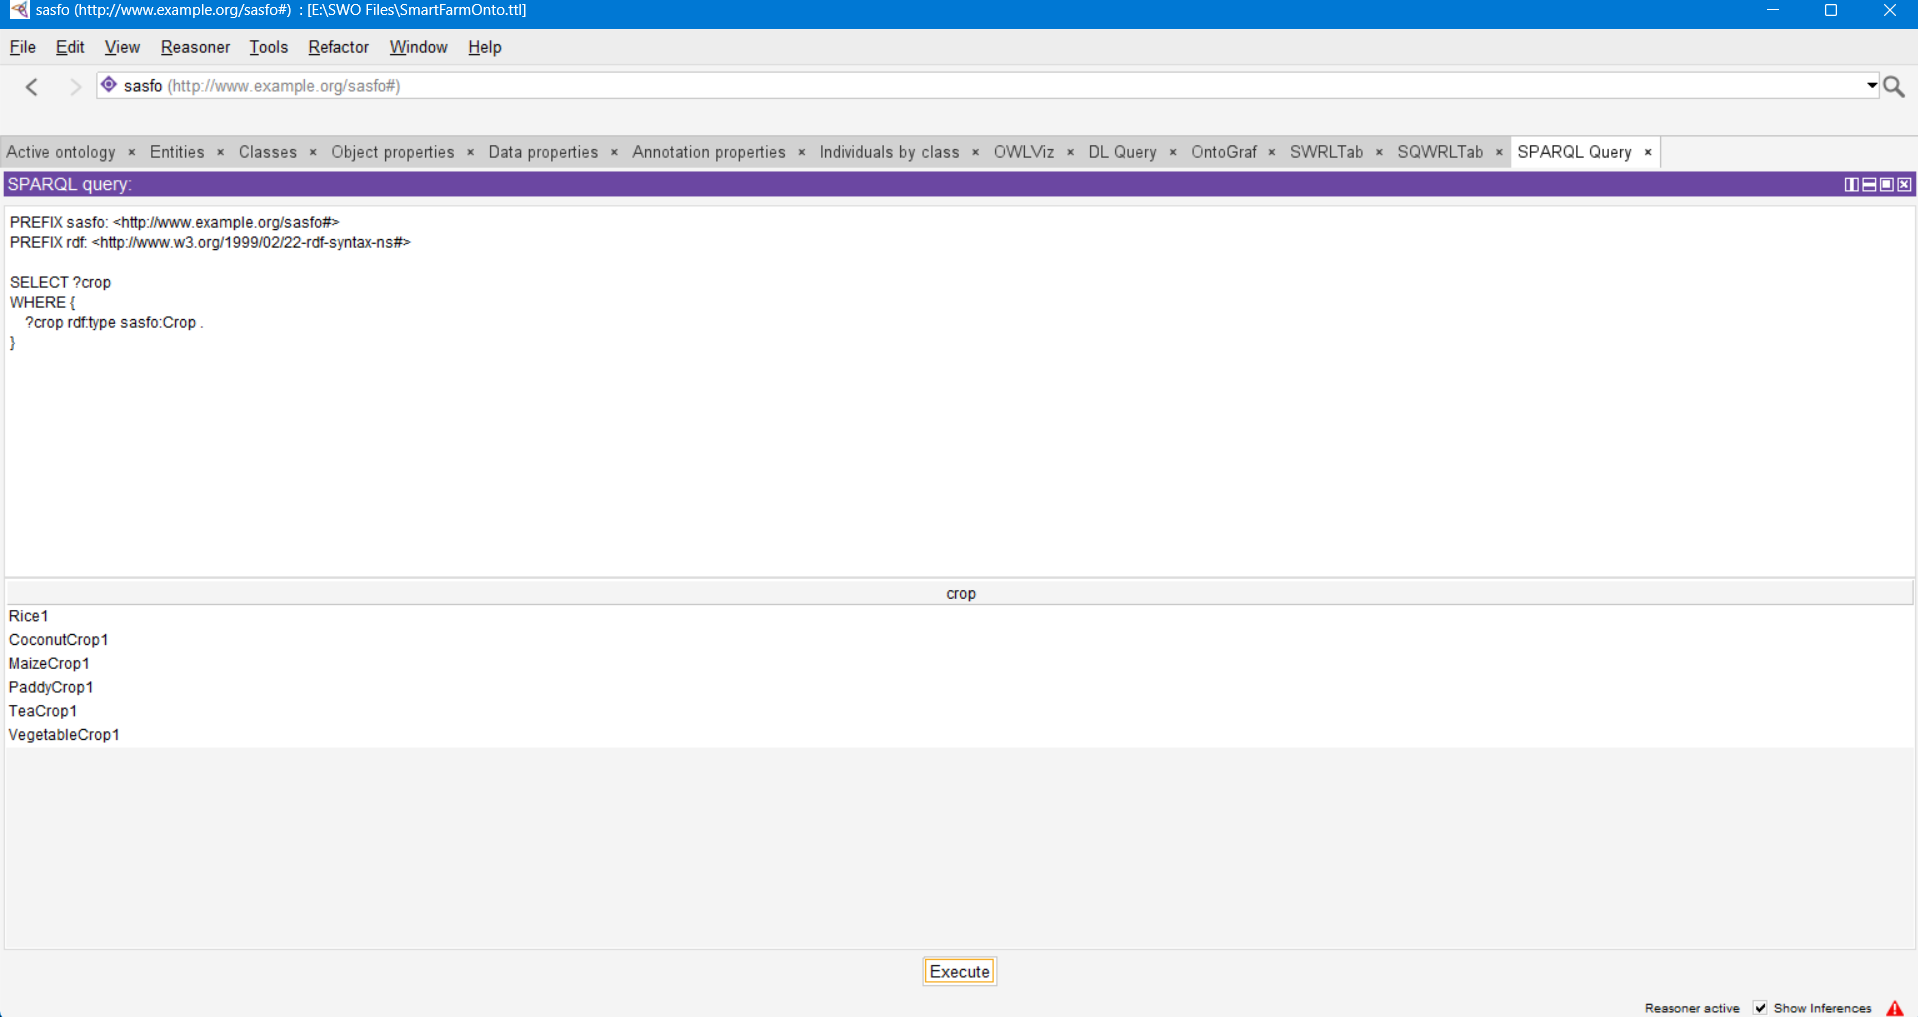 sasfo (http://www.example.org/sasfo#) : [E:\SWO Files\SmartFarmOnto.ttl]
File Edit View Reasoner Tools Refactor Window Help
sasfo (http://www.example.org/sasfo#)
Active ontology × Entities × Classes × Object properties × Data properties × Annotation properties × Individuals by class × OWLViz × DL Query × OntoGraf × SWRLTab × SQWRLTab × SPARQL Query ×
SPARQL query:
PREFIX sasfo: <http://www.example.org/sasfo#>
PREFIX rdf: <http://www.w3.org/1999/02/22-rdf-syntax-ns#>
SELECT ?crop
WHERE {
?crop rdf:type sasfo:Crop .
}
crop
Rice1
CoconutCrop1
MaizeCrop1
PaddyCrop1
TeaCrop1
VegetableCrop1
Execute
Reasoner active Show Inferences